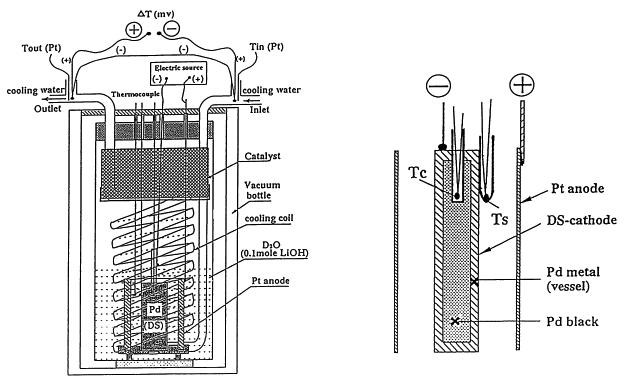 ΔT (mv)
+ −
Tout (Pt)
Tin (Pt)
(-) (-)
(+) (+)
Electric source
(-) (+)
cooling water
Thermocouple
cooling water
Outlet
Inlet
Catalyst
Vacuum
bottle
cooling coil
D₂O
(0.1mole LiOH)
Pt anode
Pd
(DS)
− +
Tc
Ts
Pt anode
DS-cathode
Pd metal
(vessel)
Pd black